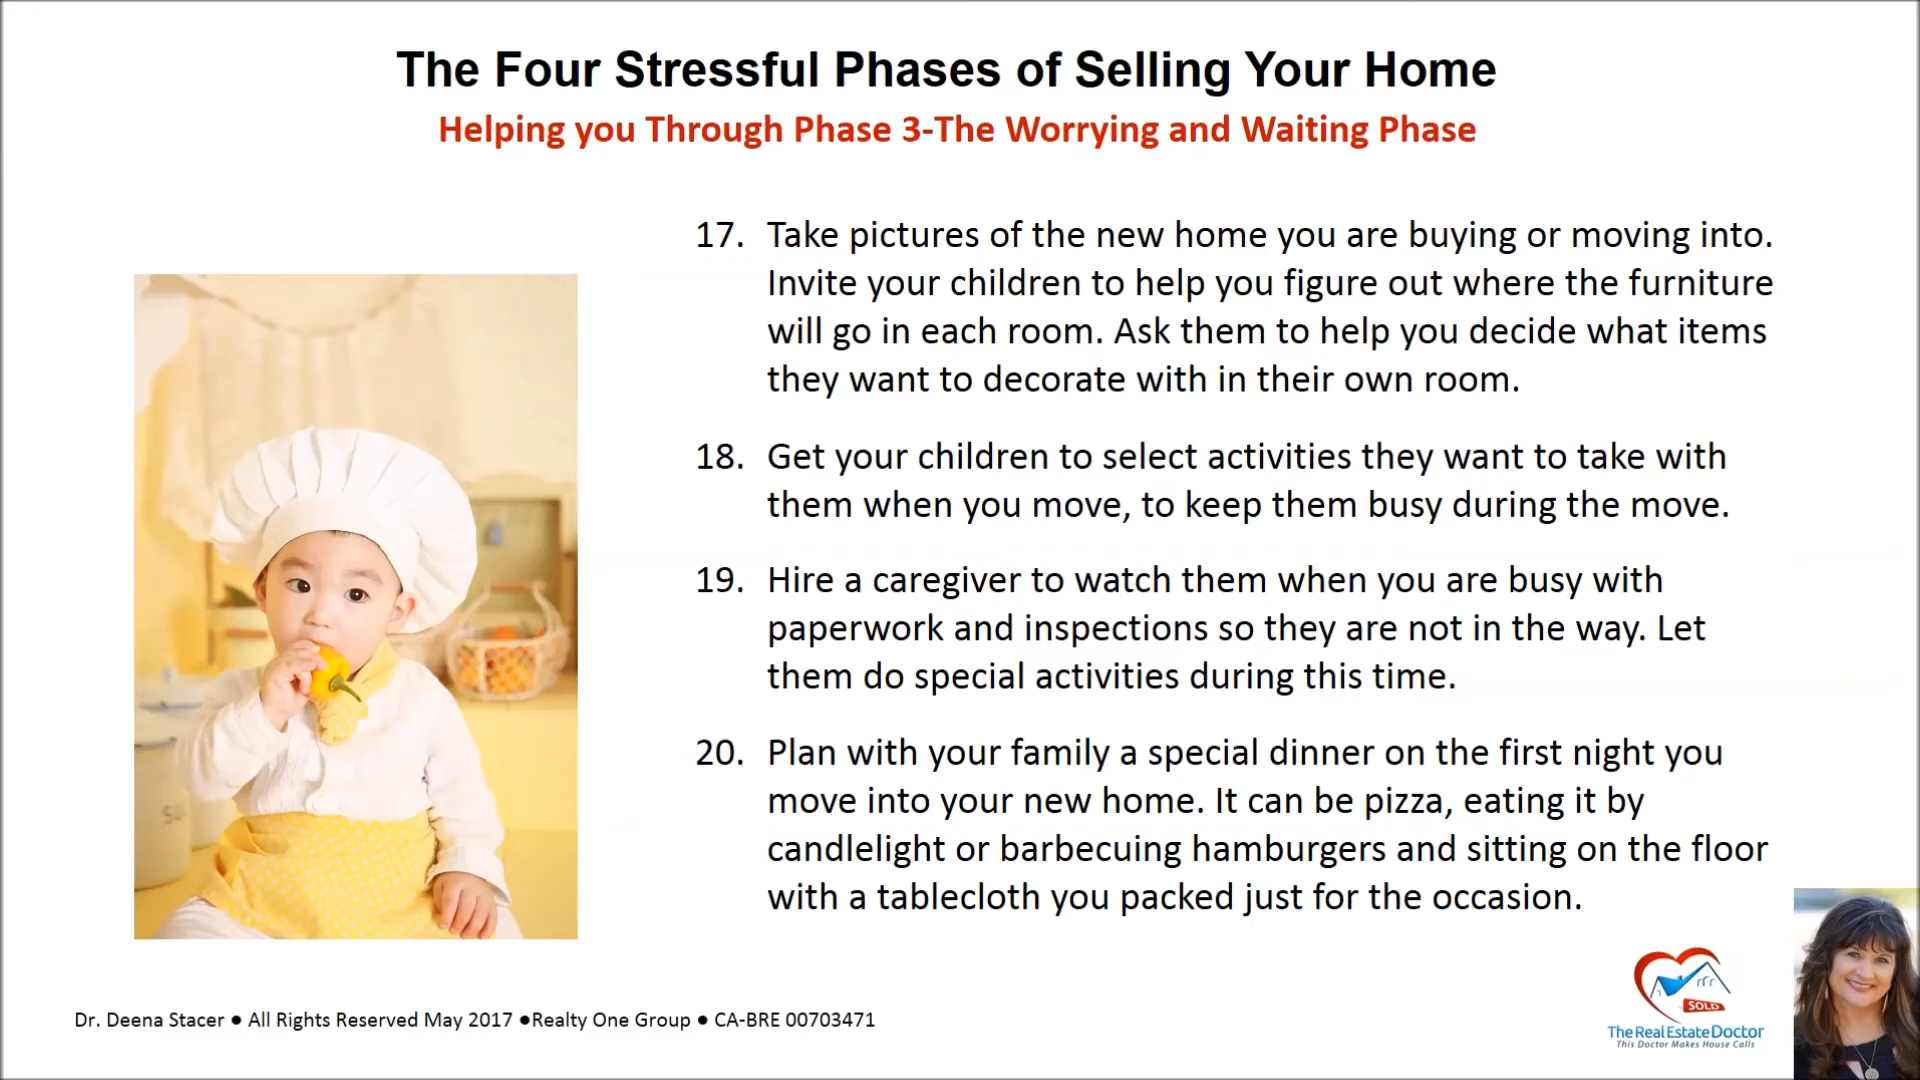 The Four Stressful Phases of Selling Your Home
Helping you Through Phase 3-The Worrying and Waiting Phase
17. Take pictures of the new home you are buying or moving into.
Invite your children to help you figure out where the furniture
will go in each room. Ask them to help you decide what items
they want to decorate with in their own room.
18. Get your children to select activities they want to take with
them when you move, to keep them busy during the move.
19. Hire a caregiver to watch them when you are busy with
paperwork and inspections so they are not in the way. Let
them do special activities during this time.
20. Plan with your family a special dinner on the first night you
move into your new home. It can be pizza, eating it by
candlelight or barbecuing hamburgers and sitting on the floor
with a tablecloth you packed just for the occasion.
SOLD
The Real Estate Doctor
This Doctor Makes House Calls
Dr. Deena Stacer ● All Rights Reserved May 2017 ●Realty One Group ● CA-BRE 00703471